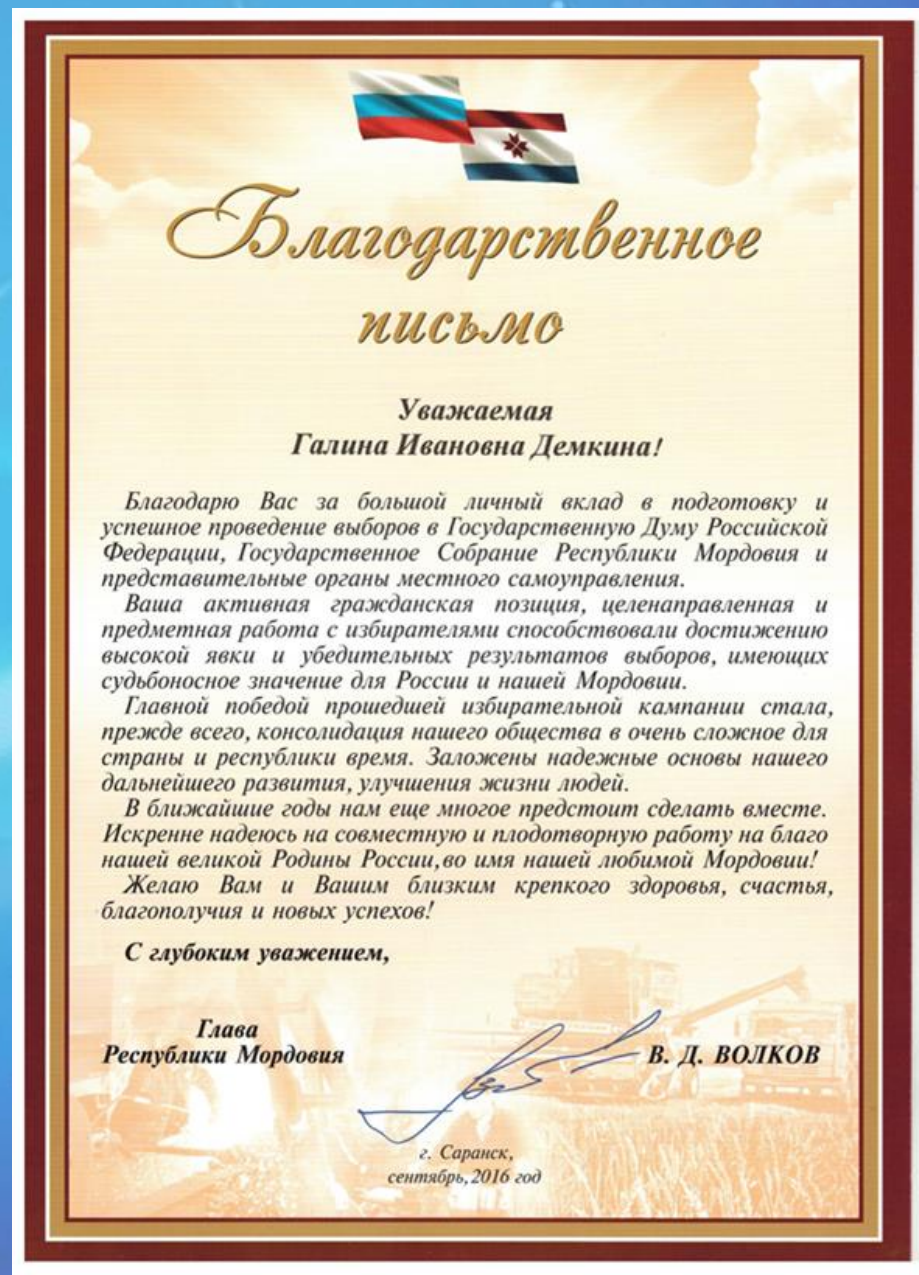 Благодарственное
письмо
Уважаемая
Галина Ивановна Демкина!
Благодарю Вас за большой личный вклад в подготовку и
успешное проведение выборов в Государственную Думу Российской
Федерации, Государственное Собрание Республики Мордовия и
представительные органы местного самоуправления.
Ваша активная гражданская позиция, целенаправленная и
предметная работа с избирателями способствовали достижению
высокой явки и убедительных результатов выборов, имеющих
судьбоносное значение для России и нашей Мордовии.
Главной победой прошедшей избирательной кампании стала,
прежде всего, консолидация нашего общества в очень сложное для
страны и республики время. Заложены надежные основы нашего
дальнейшего развития, улучшения жизни людей.
В ближайшие годы нам еще многое предстоит сделать вместе.
Искренне надеюсь на совместную и плодотворную работу на благо
нашей великой Родины России,во имя нашей любимой Мордовии!
Желаю Вам и Вашим близким крепкого здоровья, счастья,
благополучия и новых успехов!
С глубоким уважением,
Глава
Республики Мордовия
В. Д. ВОЛКОВ
г. Саранск,
сентябрь, 2016 год